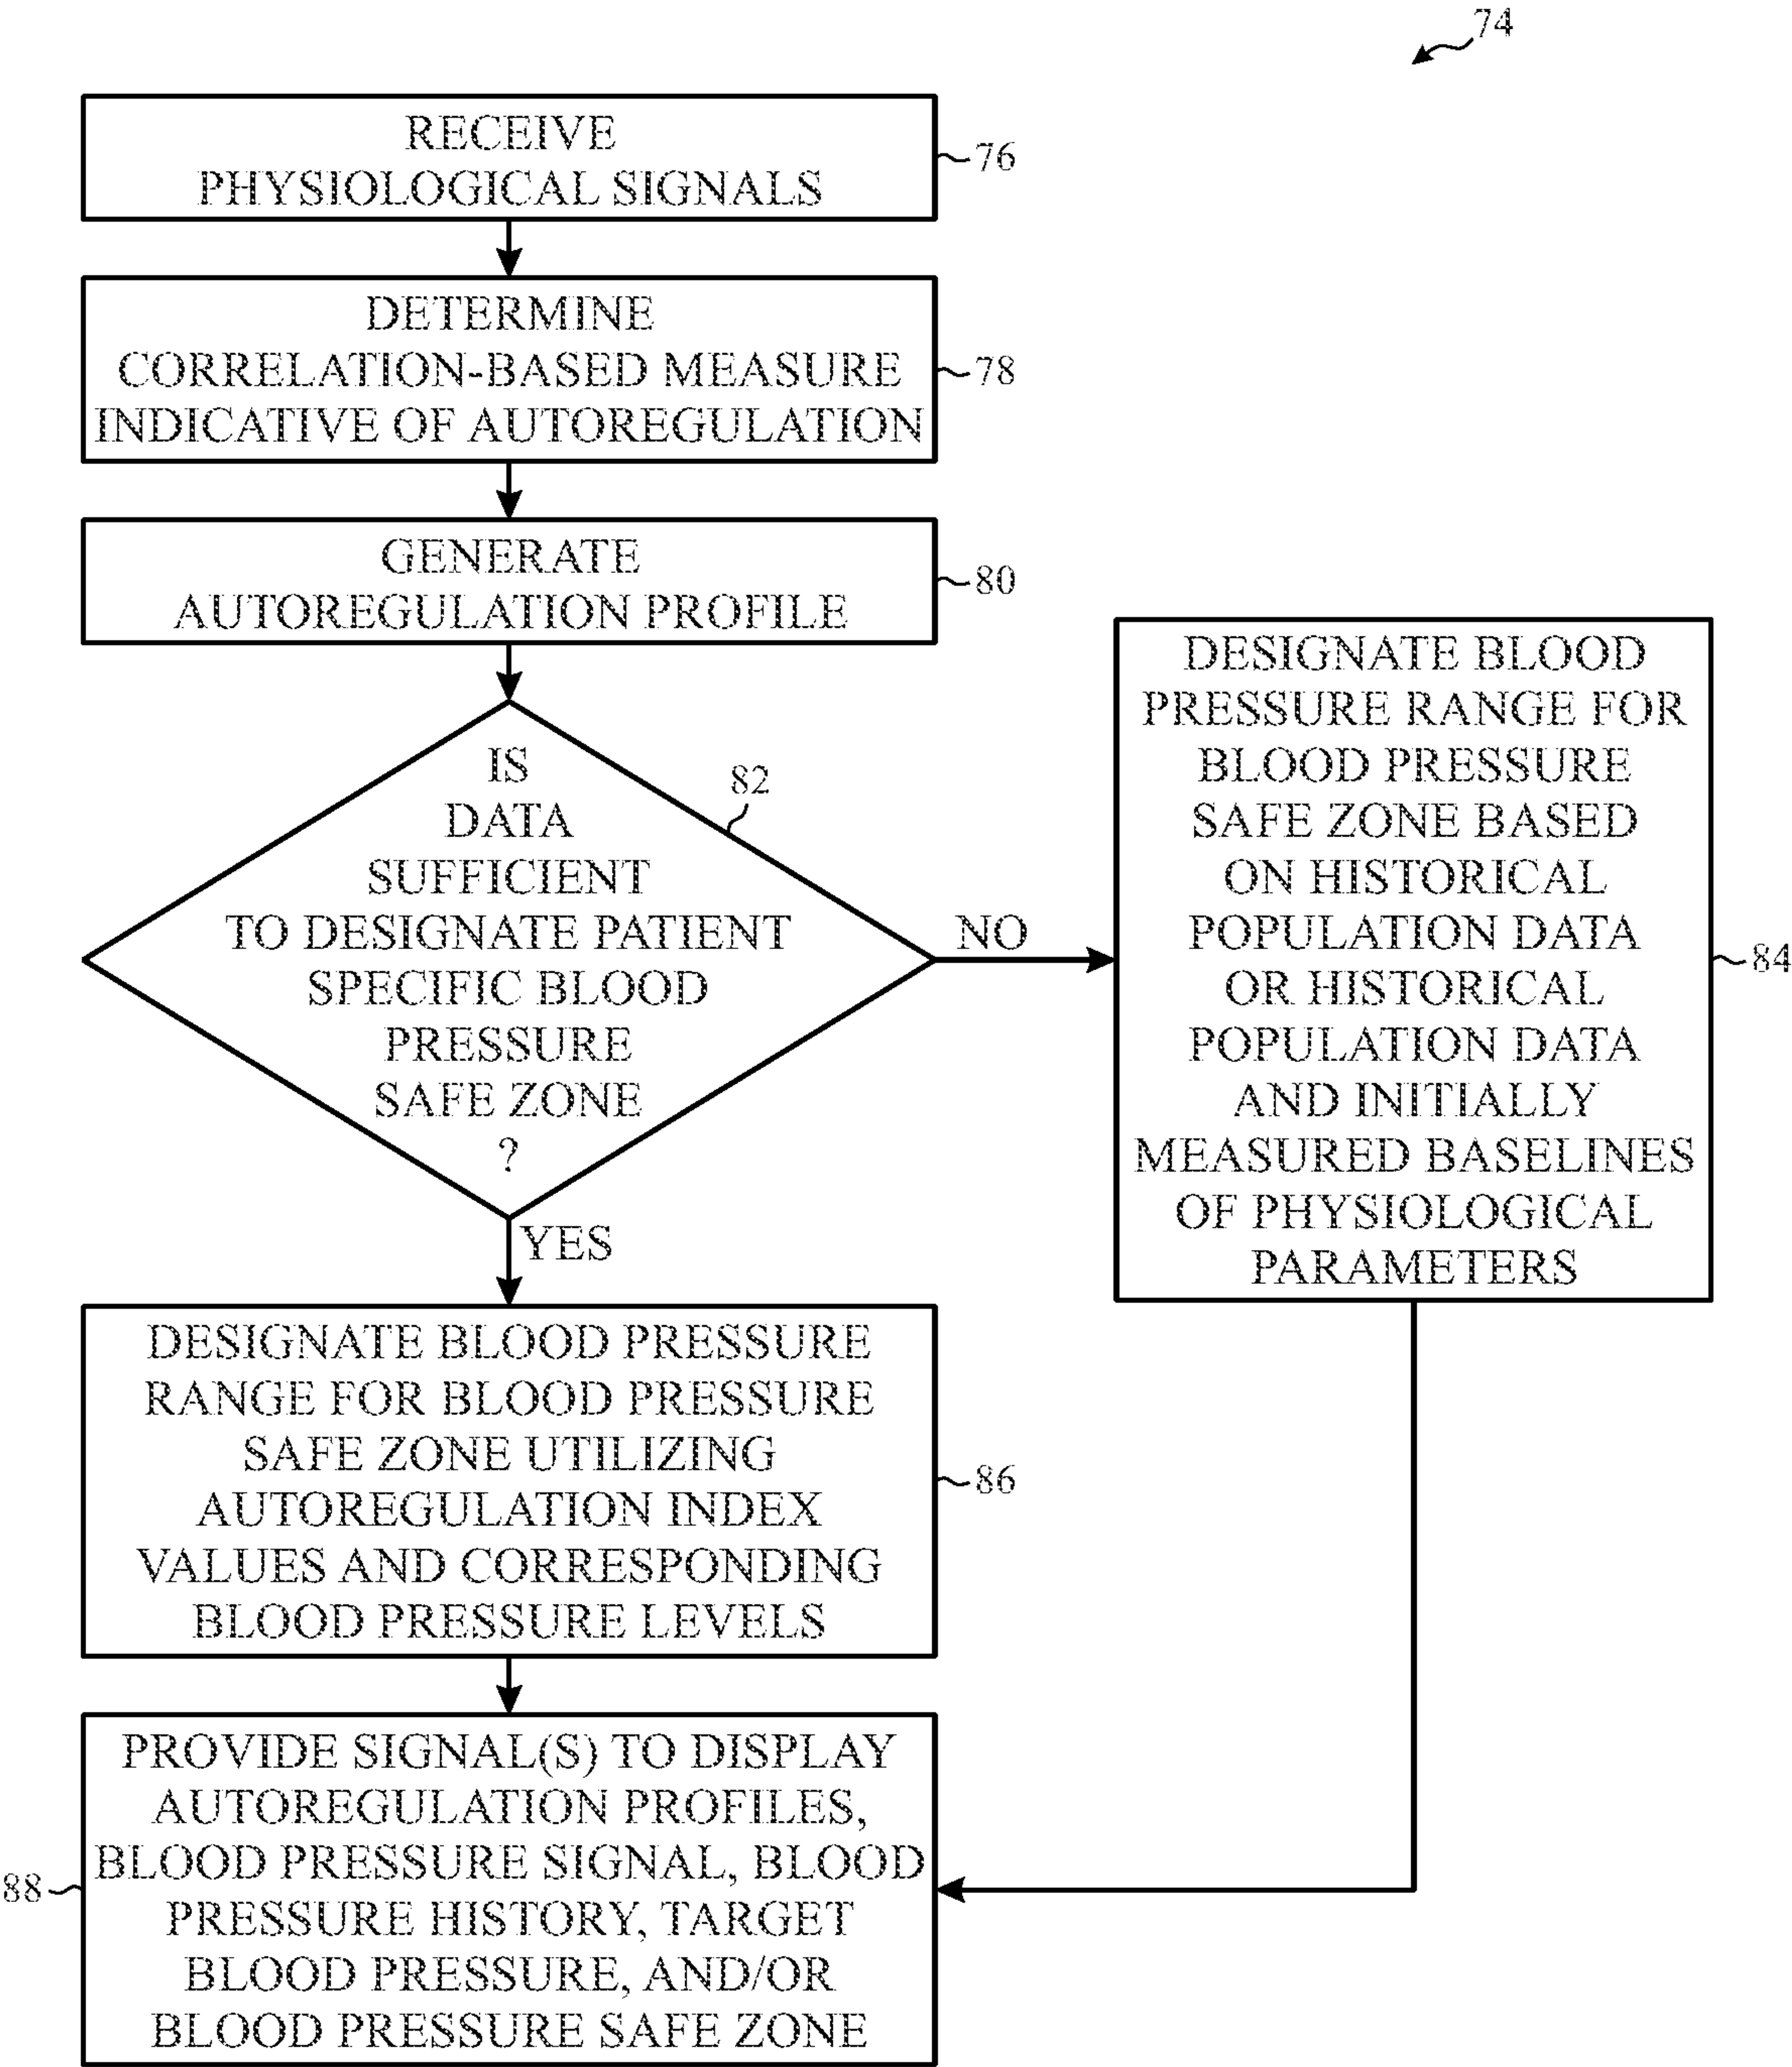 74
RECEIVE
PHYSIOLOGICAL SIGNALS
76
DETERMINE
CORRELATION-BASED MEASURE
INDICATIVE OF AUTOREGULATION
78
GENERATE
AUTOREGULATION PROFILE
80
IS
DATA
SUFFICIENT
TO DESIGNATE PATIENT
SPECIFIC BLOOD
PRESSURE
SAFE ZONE
?
82
NO
DESIGNATE BLOOD
PRESSURE RANGE FOR
BLOOD PRESSURE
SAFE ZONE BASED
ON HISTORICAL
POPULATION DATA
OR HISTORICAL
POPULATION DATA
AND INITIALLY
MEASURED BASELINES
OF PHYSIOLOGICAL
PARAMETERS
84
YES
DESIGNATE BLOOD PRESSURE
RANGE FOR BLOOD PRESSURE
SAFE ZONE UTILIZING
AUTOREGULATION INDEX
VALUES AND CORRESPONDING
BLOOD PRESSURE LEVELS
86
PROVIDE SIGNAL(S) TO DISPLAY
AUTOREGULATION PROFILES,
BLOOD PRESSURE SIGNAL, BLOOD
PRESSURE HISTORY, TARGET
BLOOD PRESSURE, AND/OR
BLOOD PRESSURE SAFE ZONE
88